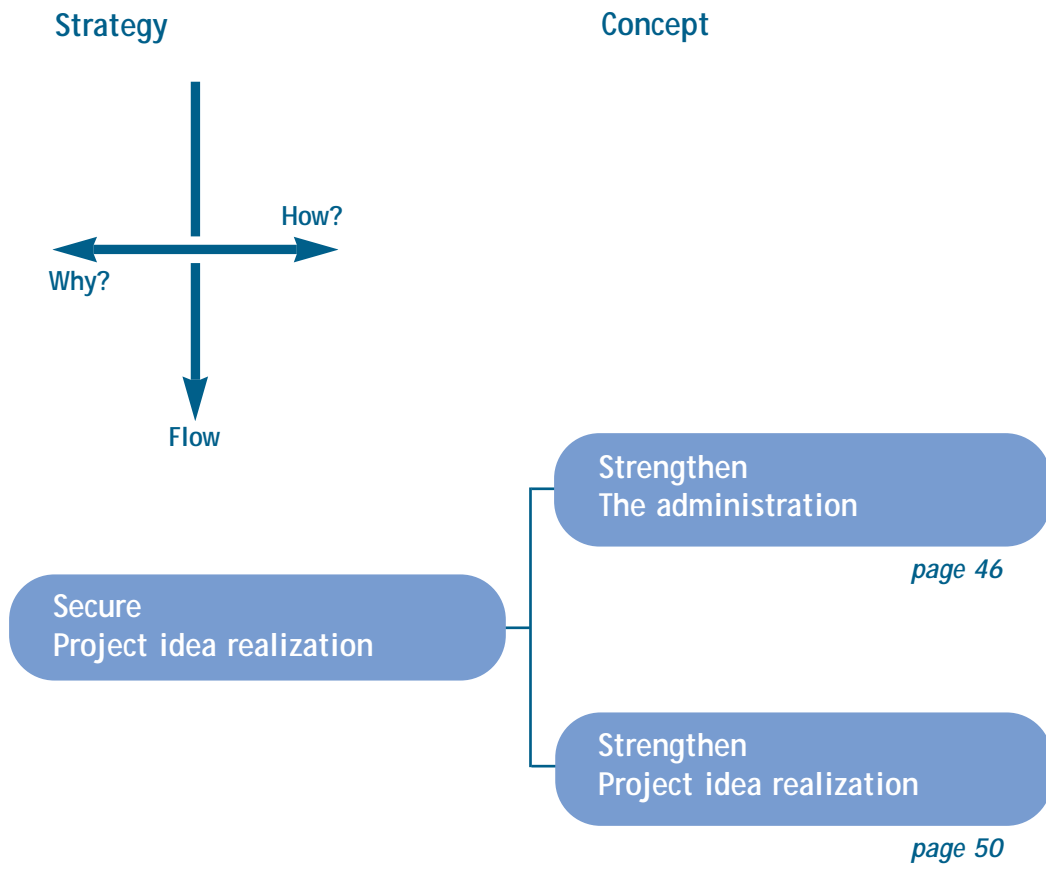 Strategy
Concept
How?
Why?
Flow
Strengthen
The administration
page 46
Secure
Project idea realization
Strengthen
Project idea realization
page 50